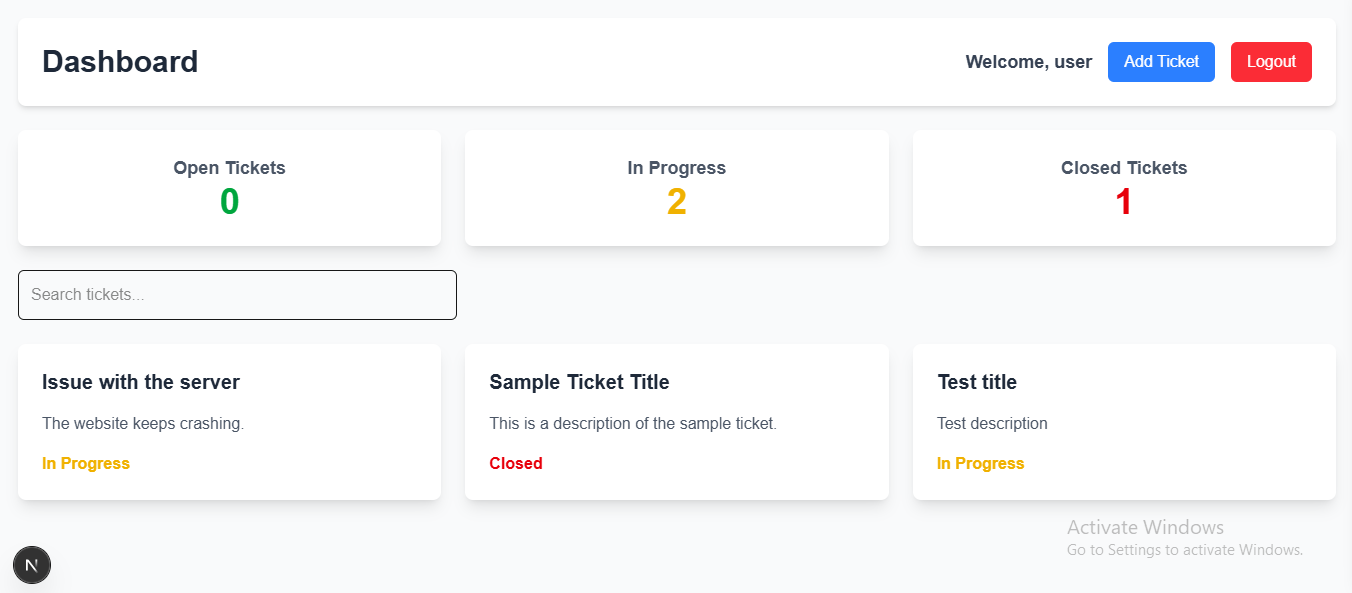 Dashboard
Welcome, user
Add Ticket
Logout
Open Tickets
0
In Progress
2
Closed Tickets
1
Search tickets...
Issue with the server
The website keeps crashing.
In Progress
Sample Ticket Title
This is a description of the sample ticket.
Closed
Test title
Test description
In Progress
Activate Windows
Go to Settings to activate Windows.
N